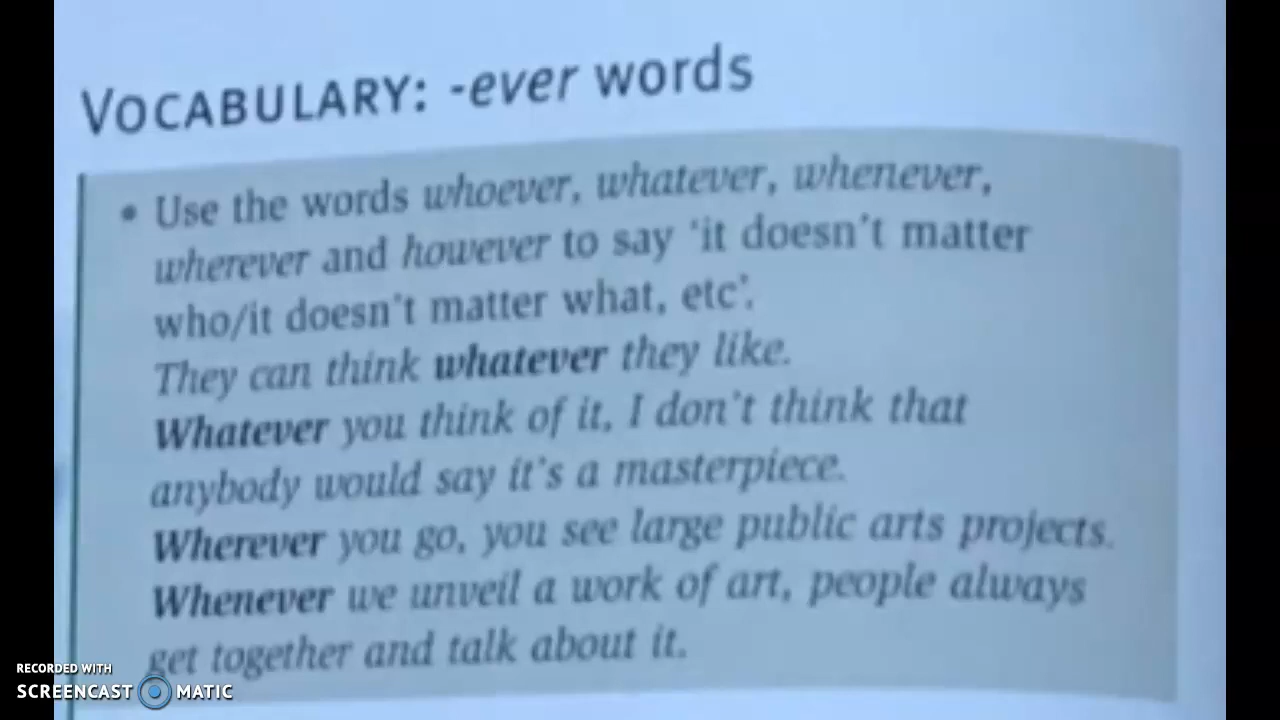 VOCABULARY: -ever words
• Use the words whoever, whatever, whenever,
wherever and however to say 'it doesn't matter
who/it doesn't matter what, etc'.
They can think whatever they like.
Whatever you think of it, I don't think that
anybody would say it's a masterpiece.
Wherever you go, you see large public arts projects.
Whenever we unveil a work of art, people always
get together and talk about it.
RECORDED WITH
SCREENCAST MATIC